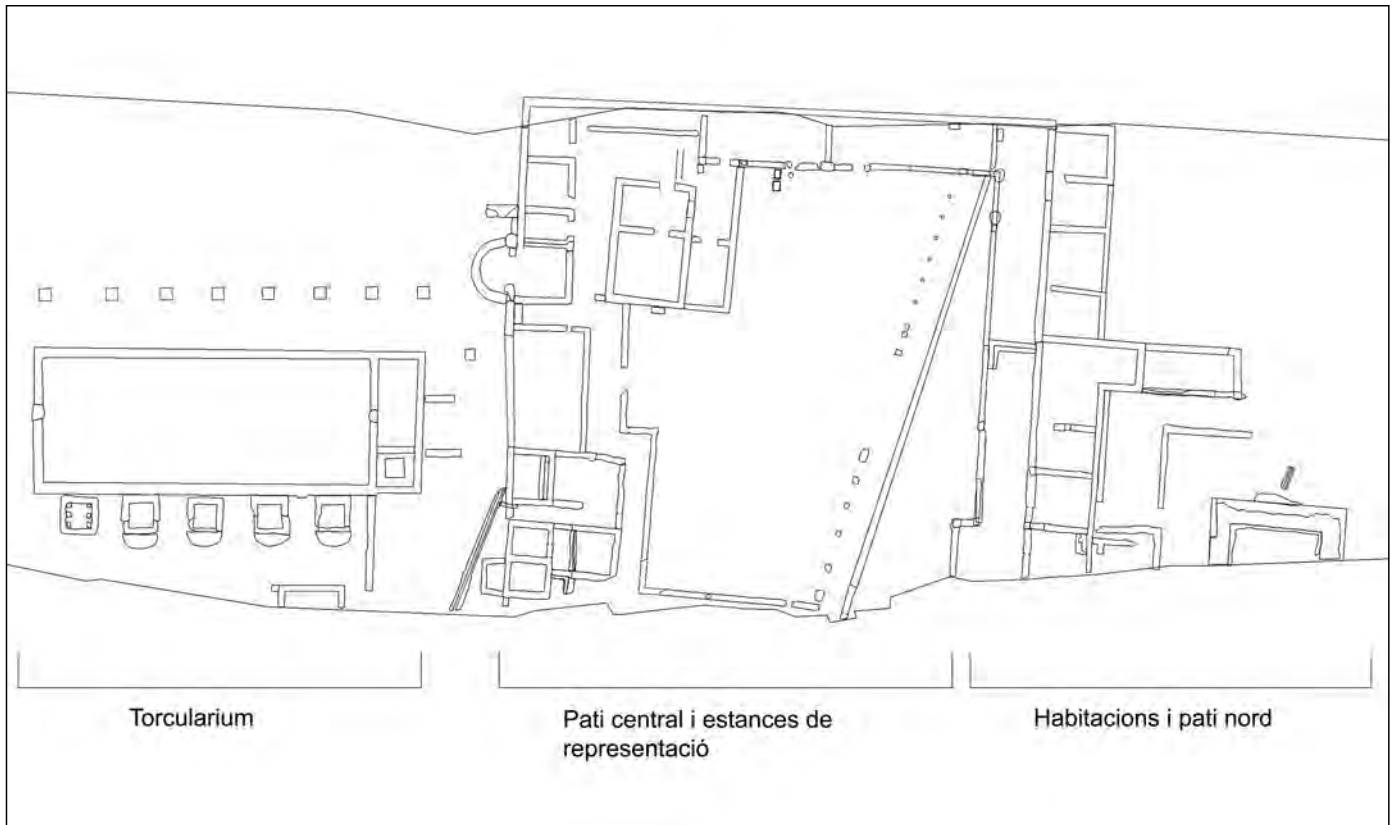 Torcularium
Pati central i estances de
representació
Habitacions i pati nord